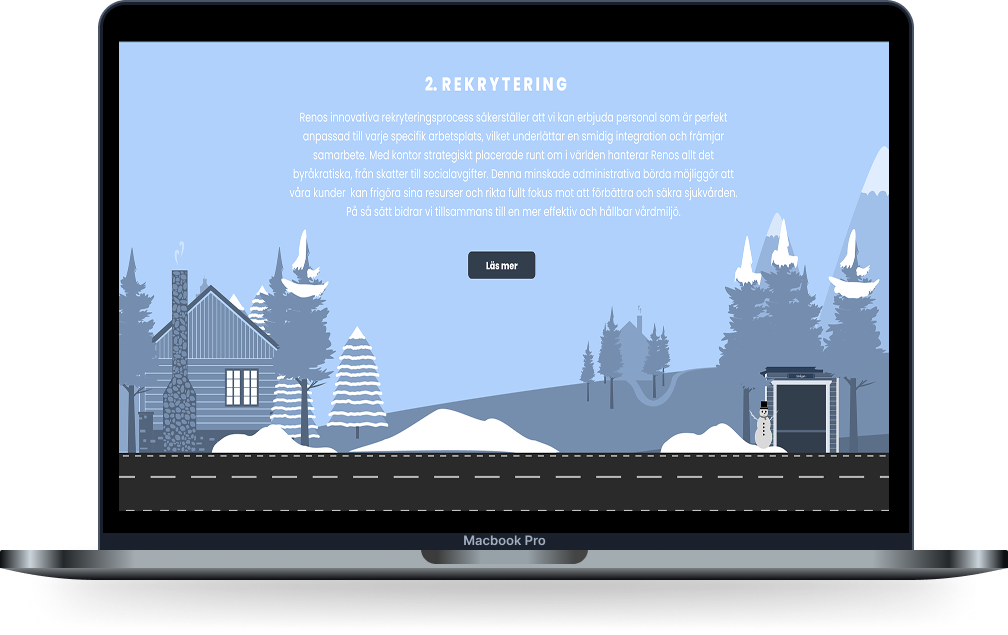 2. REKRYTERING
Renos innovativa rekryteringsprocess säkerställer att vi kan erbjuda personal som är perfekt
anpassad till varje specifik arbetsplats, vilket underlättar en smidig integration och främjar
samarbete. Med kontor strategiskt placerade runt om i världen hanterar Renos allt det
byråkratiska, från skatter till socialavgifter. Denna minskade administrativa börda möjliggör att
våra kunder kan frigöra sina resurser och rikta fullt fokus mot att förbättra och säkra sjukvården.
På så sätt bidrar vi tillsammans till en mer effektiv och hållbar vårdmiljö.
Läs mer
Macbook Pro